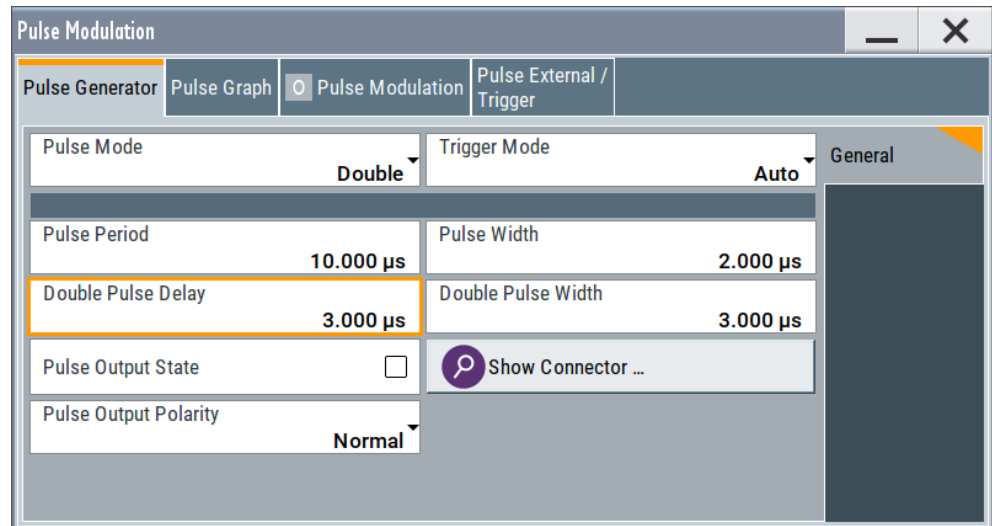 Pulse Modulation
Pulse Generator
Pulse Graph
Pulse Modulation
Pulse External /
Trigger
Pulse Mode
Double
Trigger Mode
Auto
General
Pulse Period
10.000 µs
Pulse Width
2.000 µs
Double Pulse Delay
3.000 µs
Double Pulse Width
3.000 µs
Pulse Output State
Show Connector ...
Pulse Output Polarity
Normal